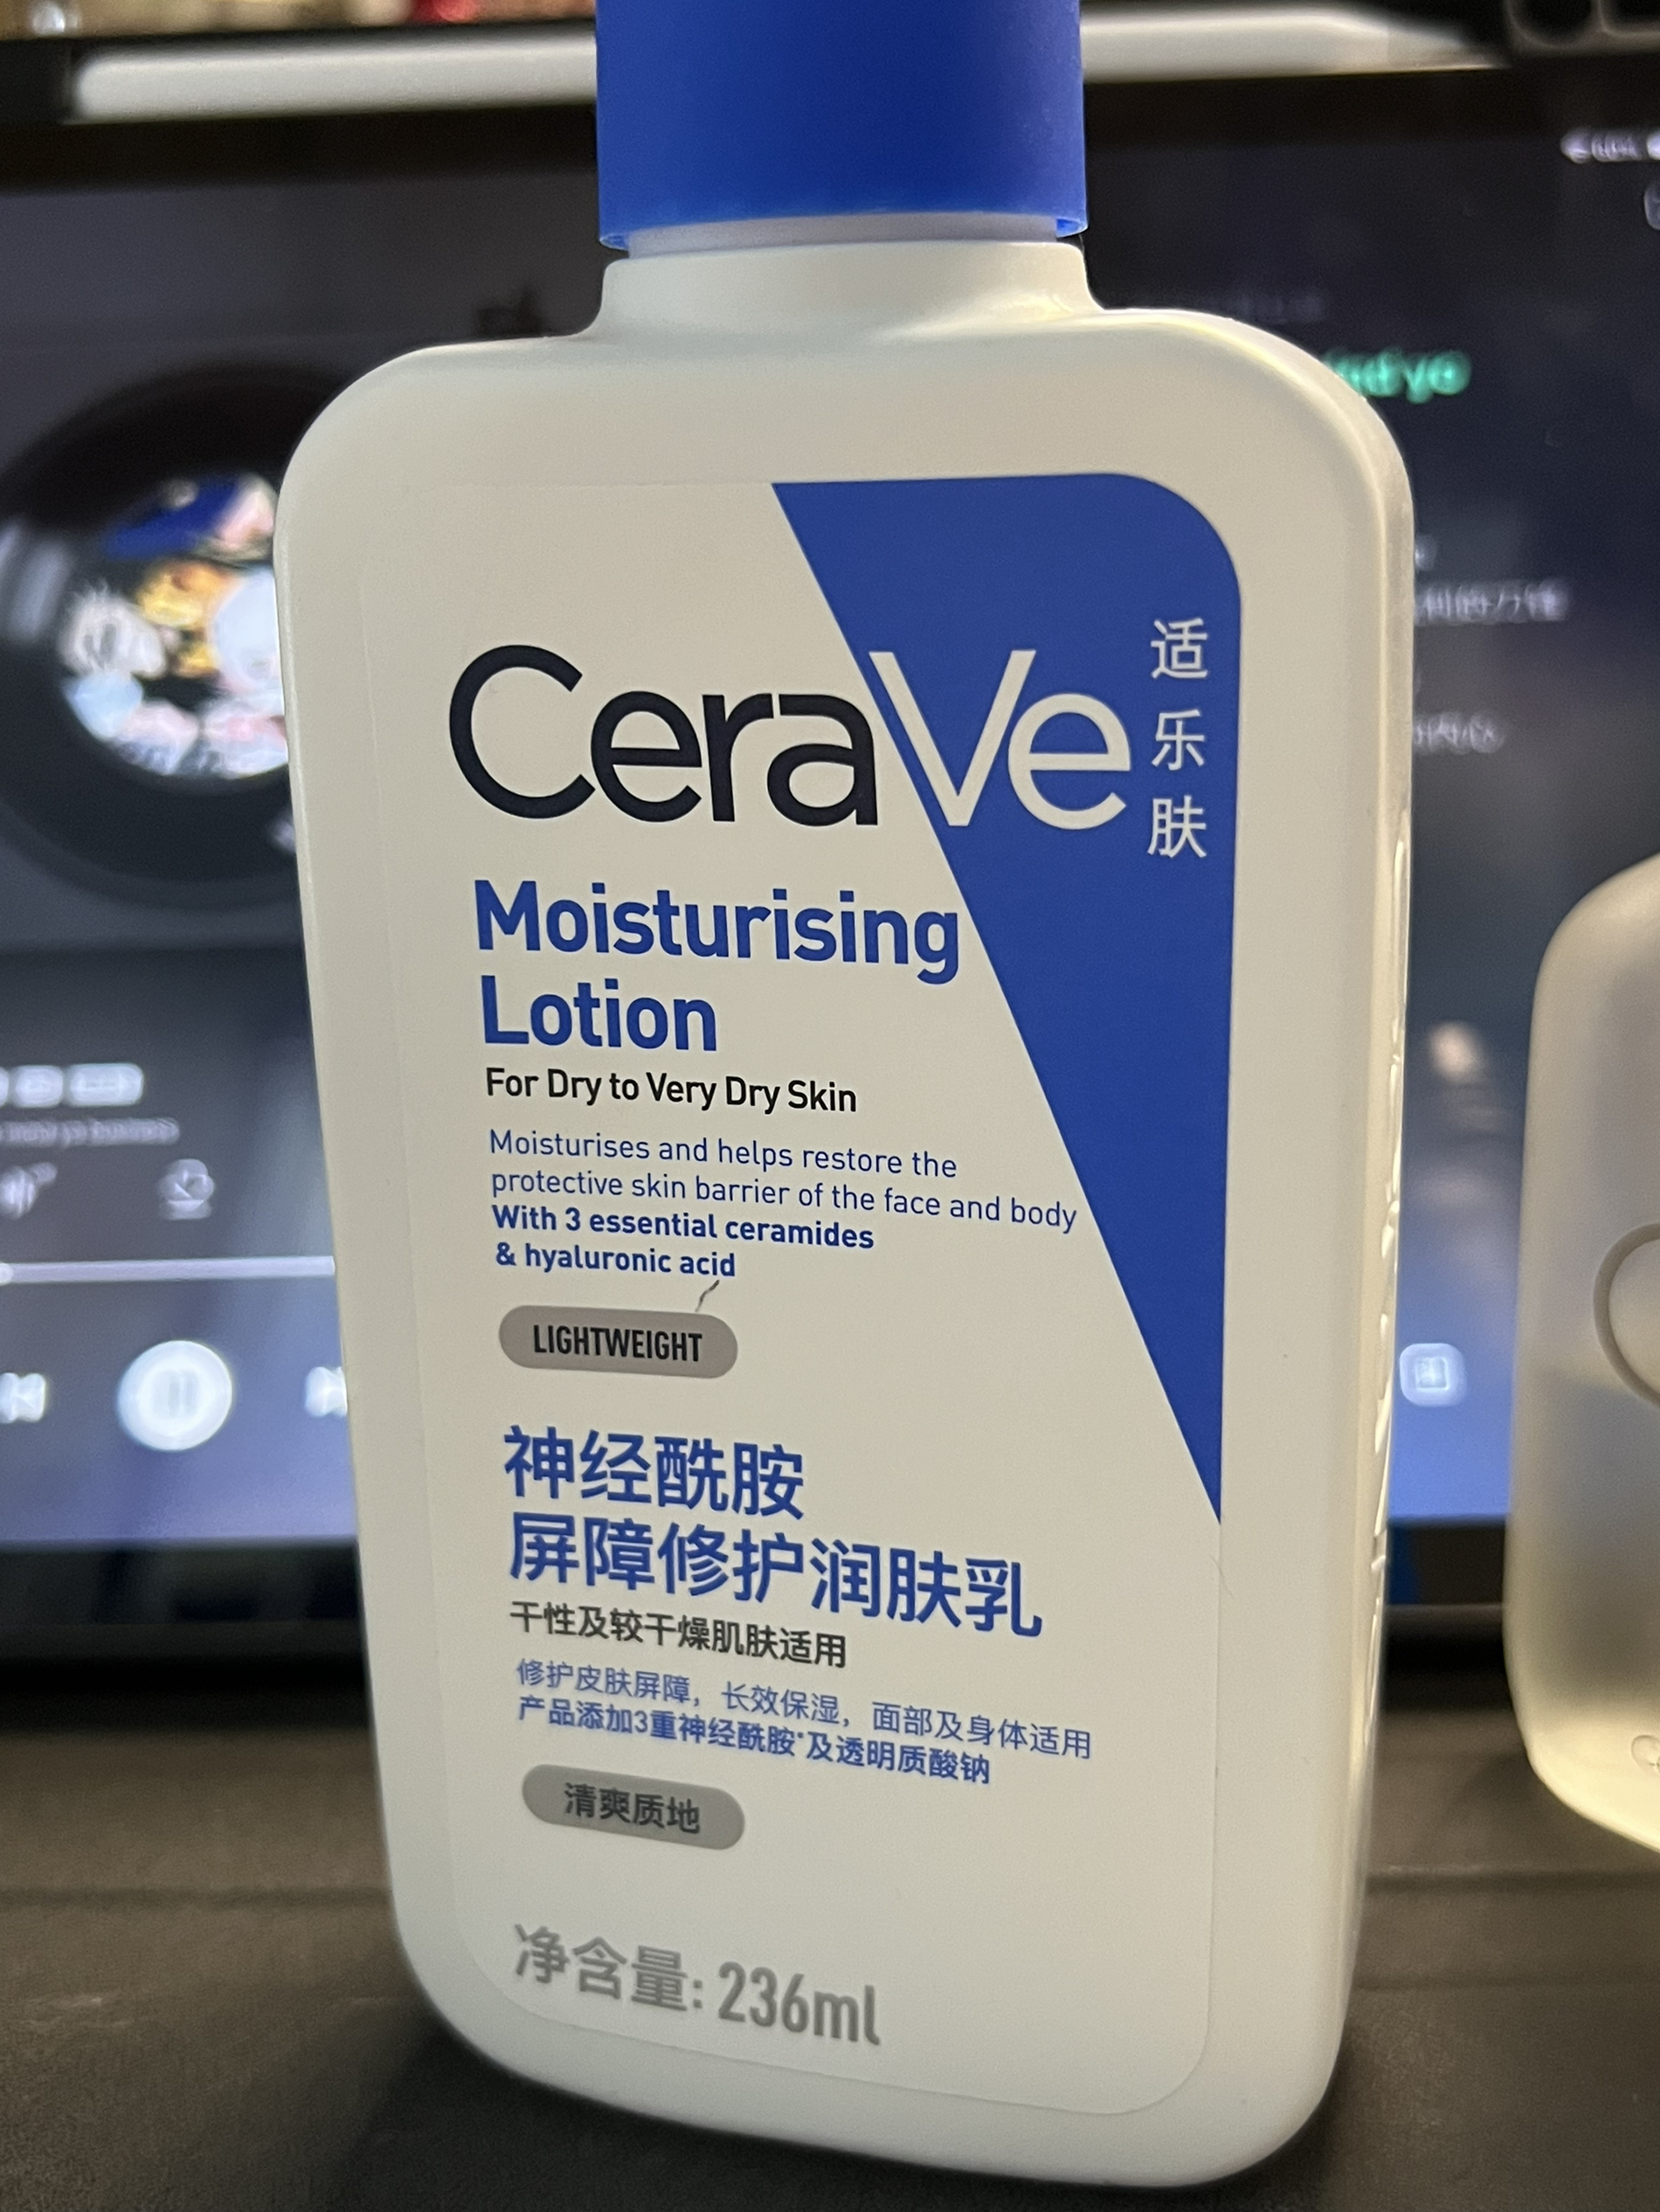 CeraVe
适乐肤
Moisturising
Lotion
For Dry to Very Dry Skin
Moisturises and helps restore the
protective skin barrier of the face and body
With 3 essential ceramides
& hyaluronic acid
LIGHTWEIGHT
神经酰胺
屏障修护润肤乳
干性及较干燥肌肤适用
修护皮肤屏障，长效保湿，面部及身体适用
产品添加3重神经酰胺*及透明质酸钠
清爽质地
净含量: 236ml